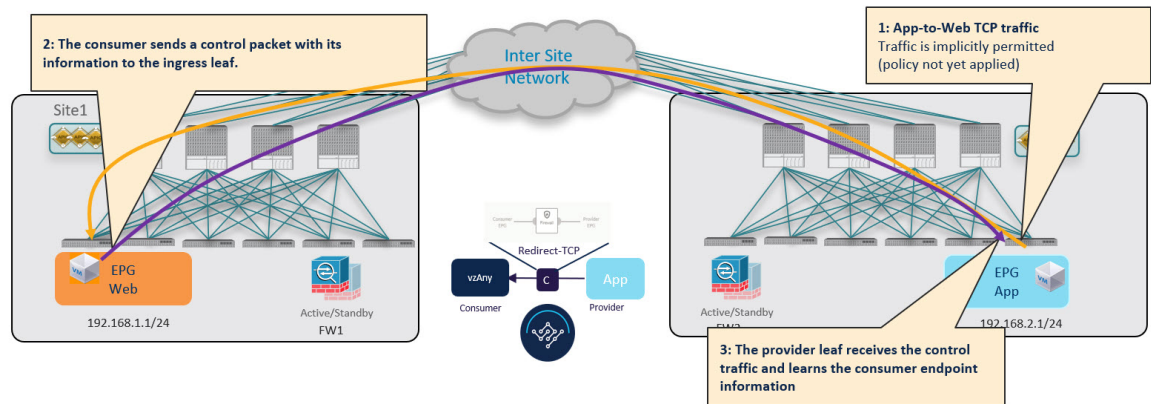 2: The consumer sends a control packet with its
information to the ingress leaf.
Inter Site
Network
1: App-to-Web TCP traffic
Traffic is implicitly permitted
(policy not yet applied)
Site1
Consumer
EPG
Firewall
Provider
EPG
Redirect-TCP
vzAny
C
App
Consumer
Provider
VM
EPG
Web
192.168.1.1/24
Active/Standby
FW1
Active/Standby
EPG
App
VM
192.168.2.1/24
3: The provider leaf receives the control
traffic and learns the consumer endpoint
information